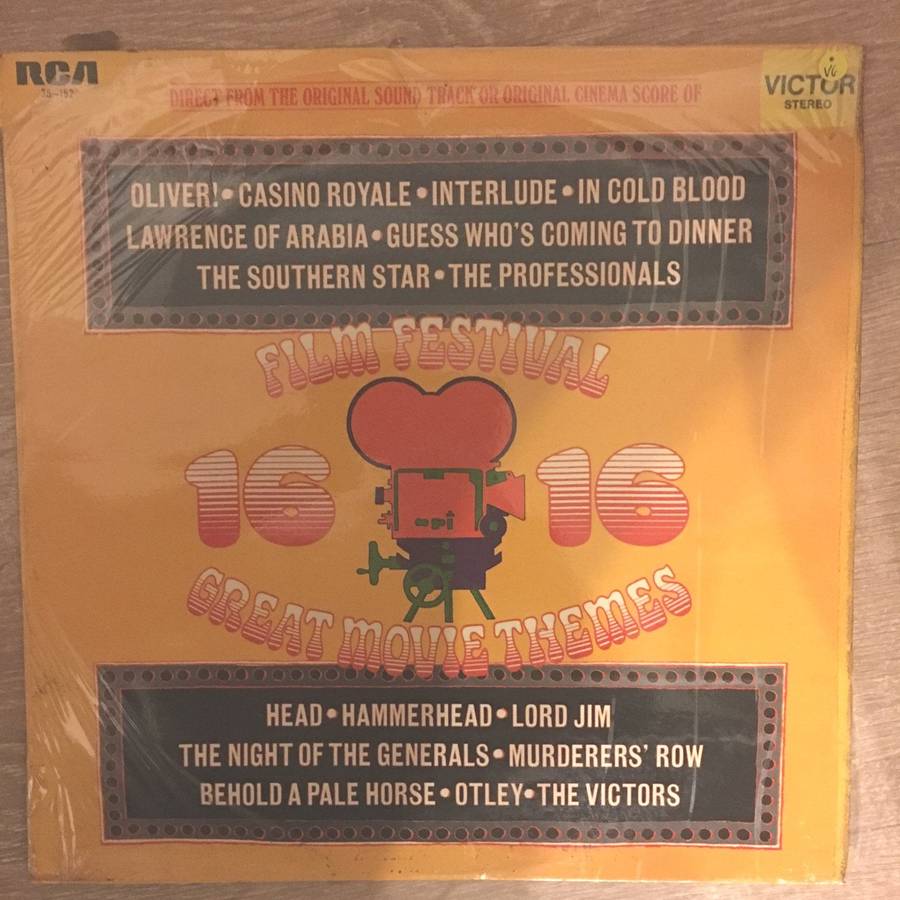 RCA
VICTOR
STEREO
DIRECT FROM THE ORIGINAL SOUND TRACK OR ORIGINAL CINEMA SCORE OF
OLIVER! • CASINO ROYALE • INTERLUDE • IN COLD BLOOD
LAWRENCE OF ARABIA • GUESS WHO'S COMING TO DINNER
THE SOUTHERN STAR • THE PROFESSIONALS
FILM FESTIVAL
16 16
GREAT MOVIE THEMES
HEAD • HAMMERHEAD • LORD JIM
THE NIGHT OF THE GENERALS • MURDERERS' ROW
BEHOLD A PALE HORSE • OTLEY • THE VICTORS